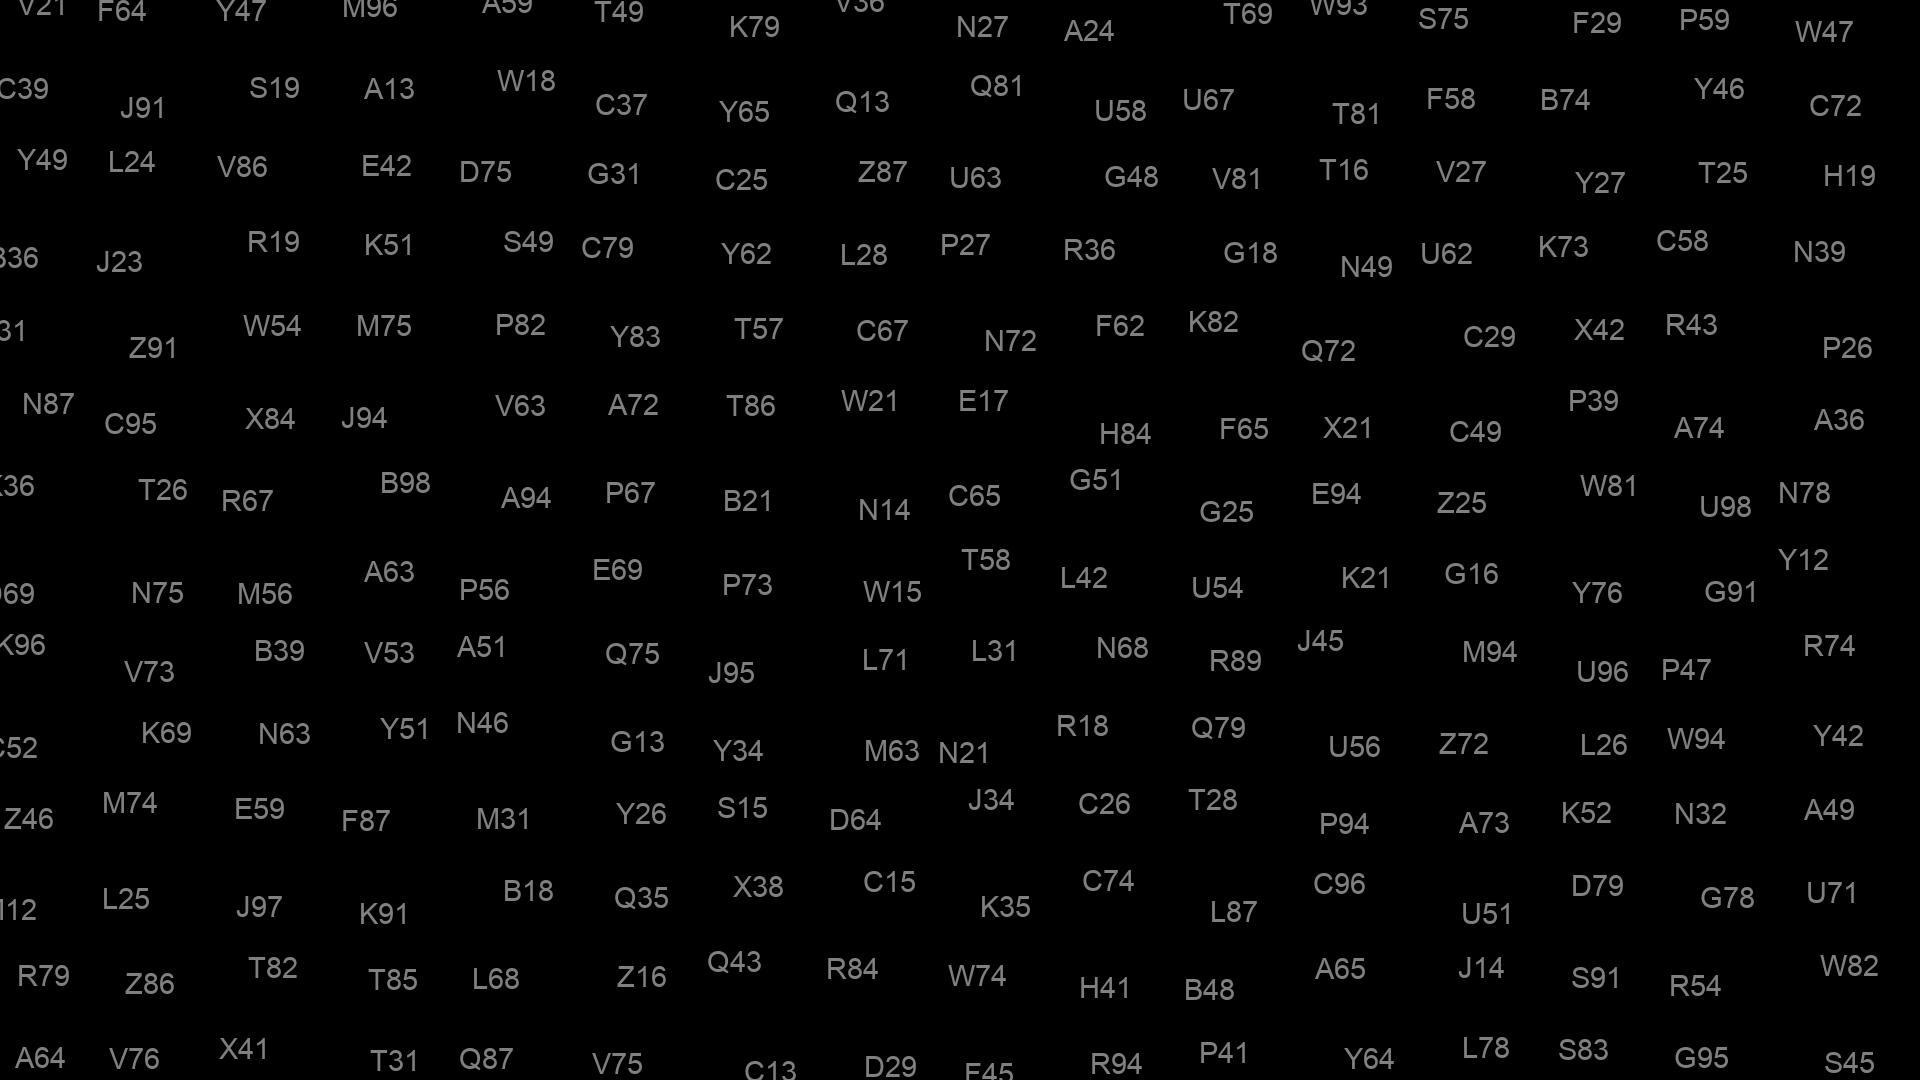 V21 F64 Y47 M96 A59 T49 K79 V36 N27 A24 T69 W93 S75 F29 P59 W47
C39 J91 S19 A13 W18 C37 Y65 Q13 Q81 U58 U67 T81 F58 B74 Y46 C72
Y49 L24 V86 E42 D75 G31 C25 Z87 U63 G48 V81 T16 V27 Y27 T25 H19
J23 R19 K51 S49 C79 Y62 L28 P27 R36 G18 N49 U62 K73 C58 N39
Z91 W54 M75 P82 Y83 T57 C67 N72 F62 K82 Q72 C29 X42 R43 P26
N87 C95 X84 J94 V63 A72 T86 W21 E17 H84 F65 X21 C49 P39 A74 A36
T26 R67 B98 A94 P67 B21 N14 C65 G51 G25 E94 Z25 W81 U98 N78
N75 M56 A63 P56 E69 P73 W15 T58 L42 U54 K21 G16 Y76 G91 Y12
K96 V73 B39 V53 A51 Q75 J95 L71 L31 N68 R89 J45 M94 U96 P47 R74
K69 N63 Y51 N46 G13 Y34 M63 N21 R18 Q79 U56 Z72 L26 W94 Y42
Z46 M74 E59 F87 M31 Y26 S15 D64 J34 C26 T28 P94 A73 K52 N32 A49
L25 J97 K91 B18 Q35 X38 C15 K35 C74 L87 C96 U51 D79 G78 U71
R79 Z86 T82 T85 L68 Z16 Q43 R84 W74 H41 B48 A65 J14 S91 R54 W82
A64 V76 X41 T31 Q87 V75 C13 D29 R94 P41 Y64 L78 S83 G95 S45